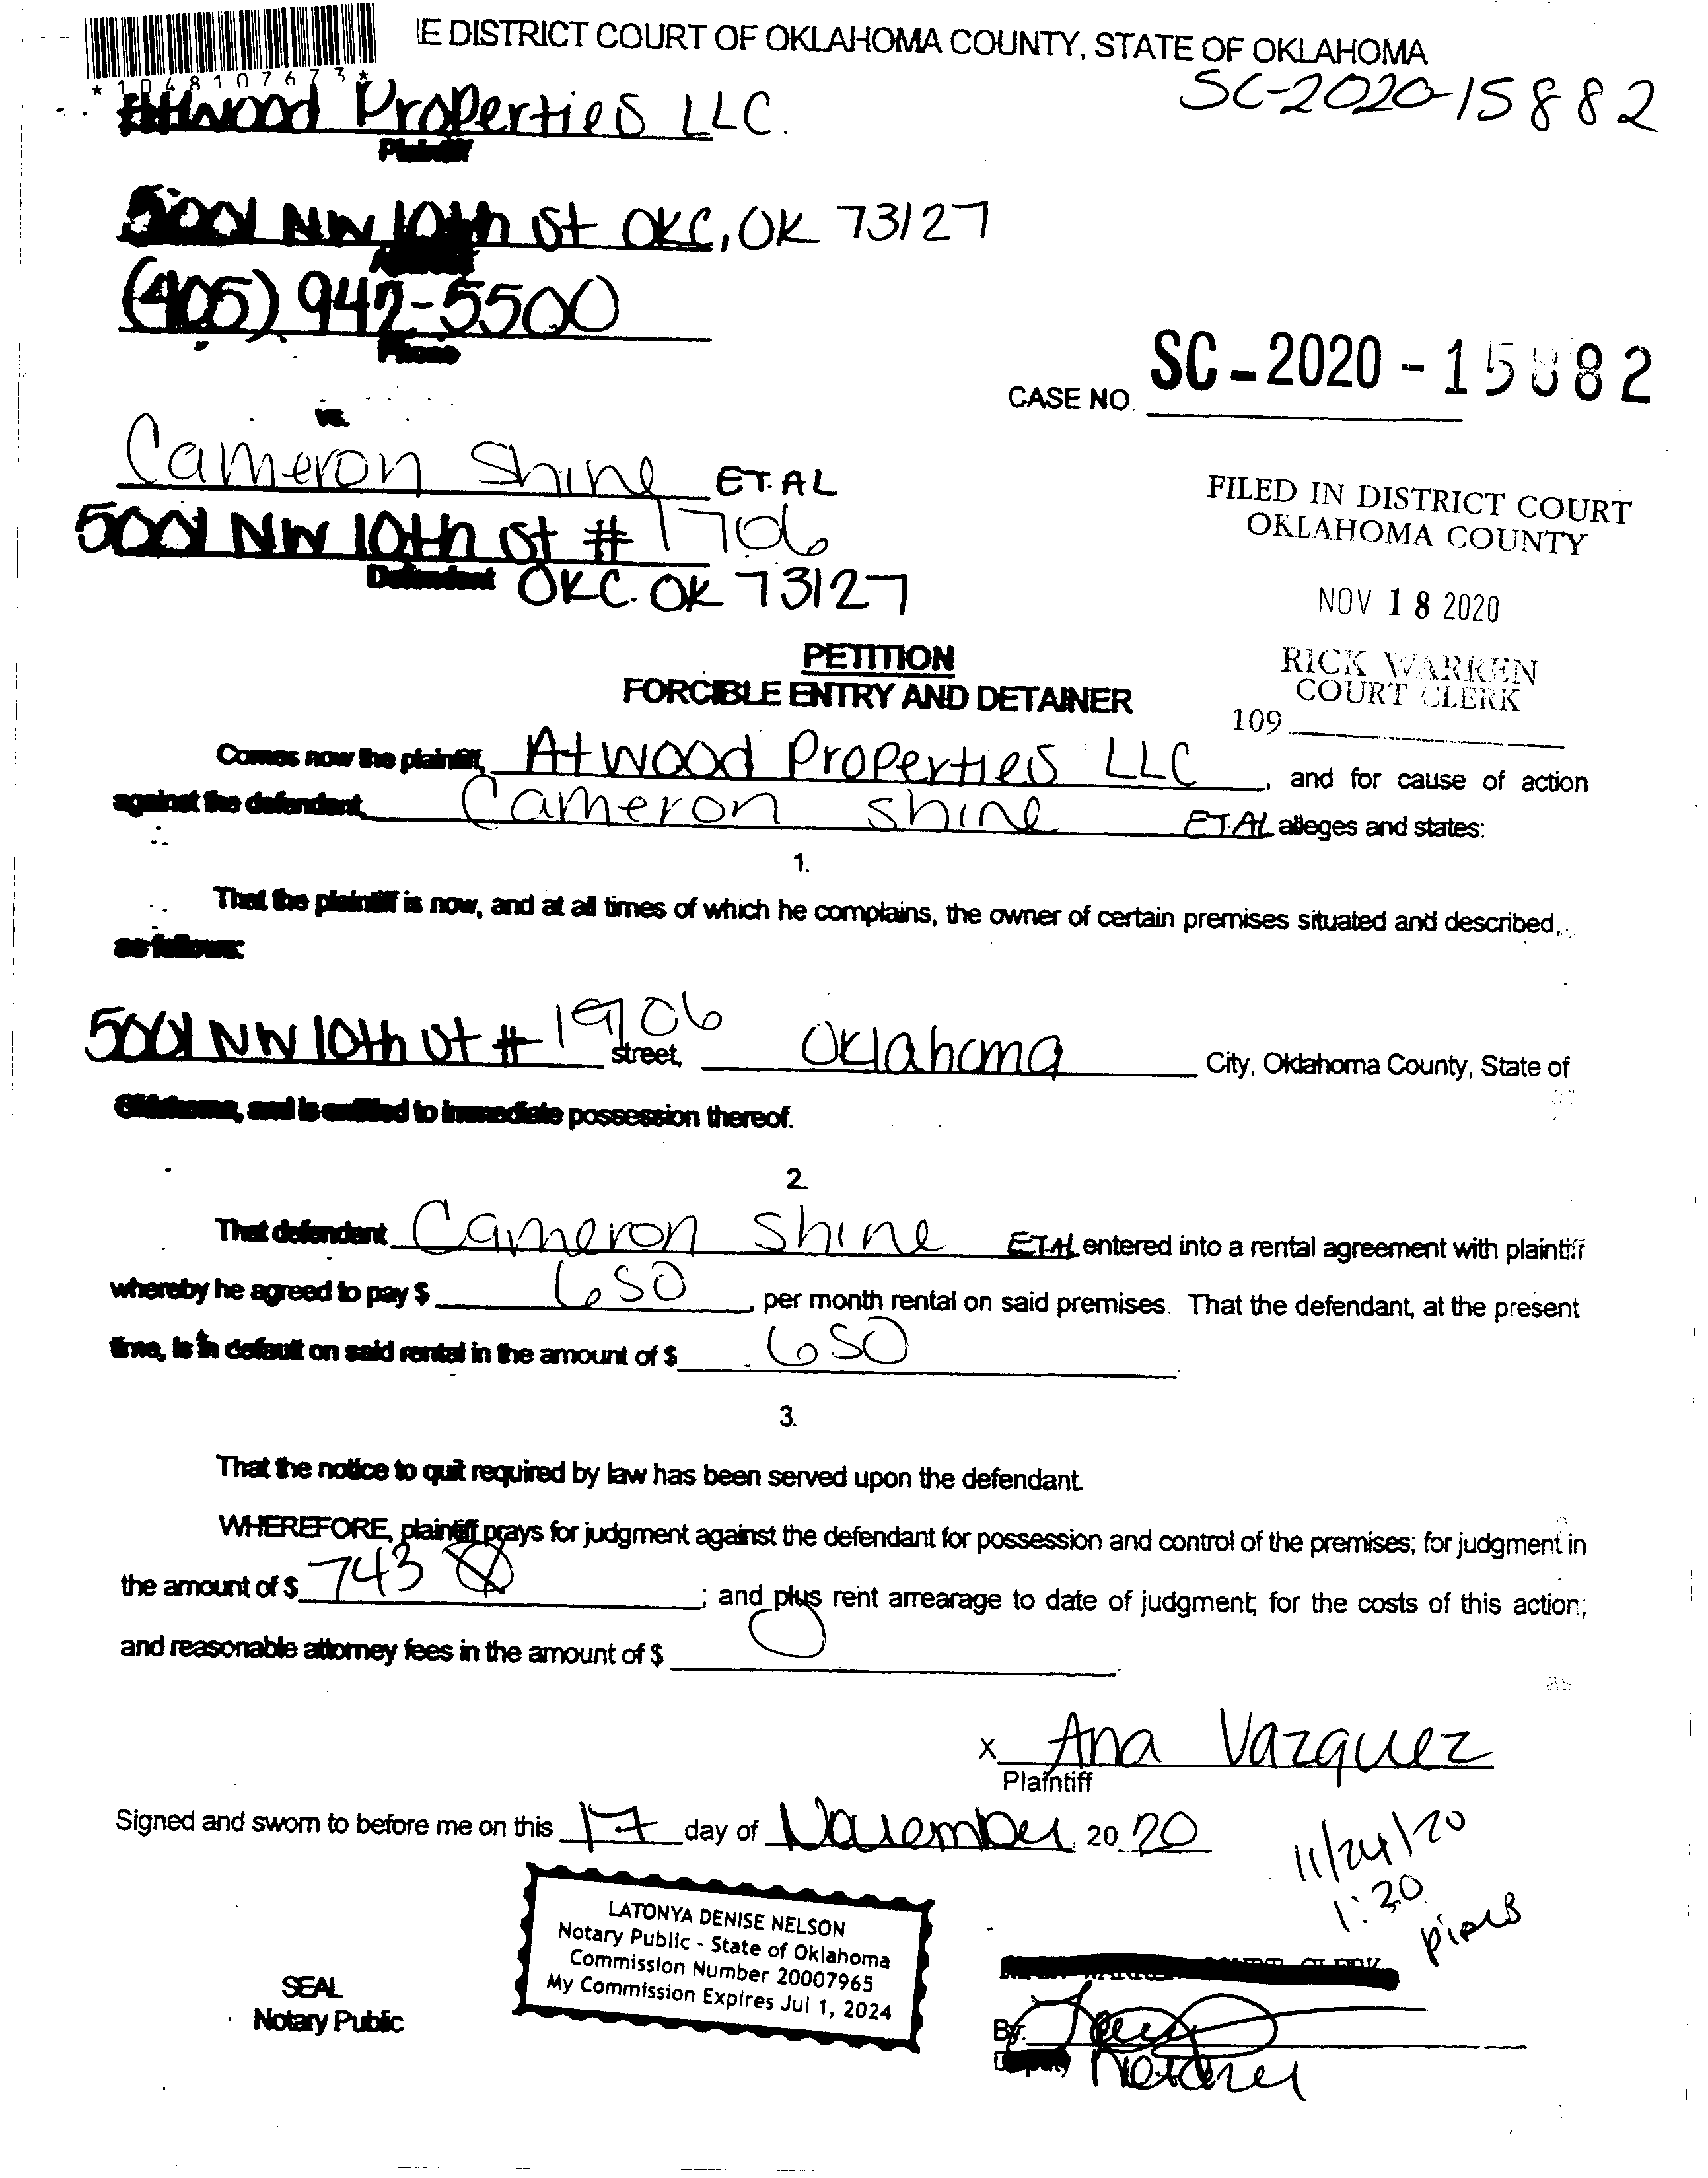 E DISTRICT COURT OF OKLAHOMA COUNTY, STATE OF OKLAHOMA
*1048107673*
SC-2020-15882
Atwood Properties LLC.
Plaintiff
5001 NW 10th St OKC, OK 73127
Address
(405) 942-5500
Phone
CASE NO. SC-2020-15882
vs.
Cameron Shine ET.AL
5001 NW 10th St # 1706
Defendant OKC. OK 73127
FILED IN DISTRICT COURT
OKLAHOMA COUNTY
NOV 18 2020
RICK WARREN
COURT CLERK
109
PETITION
FORCIBLE ENTRY AND DETAINER
Comes now the plaintiff, Atwood Properties LLC, and for cause of action
against the defendant, Cameron Shine ET.AL alleges and states:
1.
That the plaintiff is now, and at all times of which he complains, the owner of certain premises situated and described,
as follows:
5001 NW 10th St # 1706 street, Oklahoma City, Oklahoma County, State of
Oklahoma, and is entitled to immediate possession thereof.
2.
That defendant Cameron Shine ET.AL entered into a rental agreement with plaintiff
whereby he agreed to pay $ 650, per month rental on said premises. That the defendant, at the present
time, is in default on said rental in the amount of $ 650
3.
That the notice to quit required by law has been served upon the defendant.
WHEREFORE, plaintiff prays for judgment against the defendant for possession and control of the premises; for judgment in
the amount of $ 743; and plus rent arrearage to date of judgment; for the costs of this action;
and reasonable attorney fees in the amount of $ 0.
x Ana Vazquez
Plaintiff
Signed and sworn to before me on this 17 day of November, 20 20
11/24/20
1:30
LATONYA DENISE NELSON
Notary Public - State of Oklahoma
Commission Number 20007965
My Commission Expires Jul 1, 2024
SEAL
Notary Public
By:
Deputy Notary